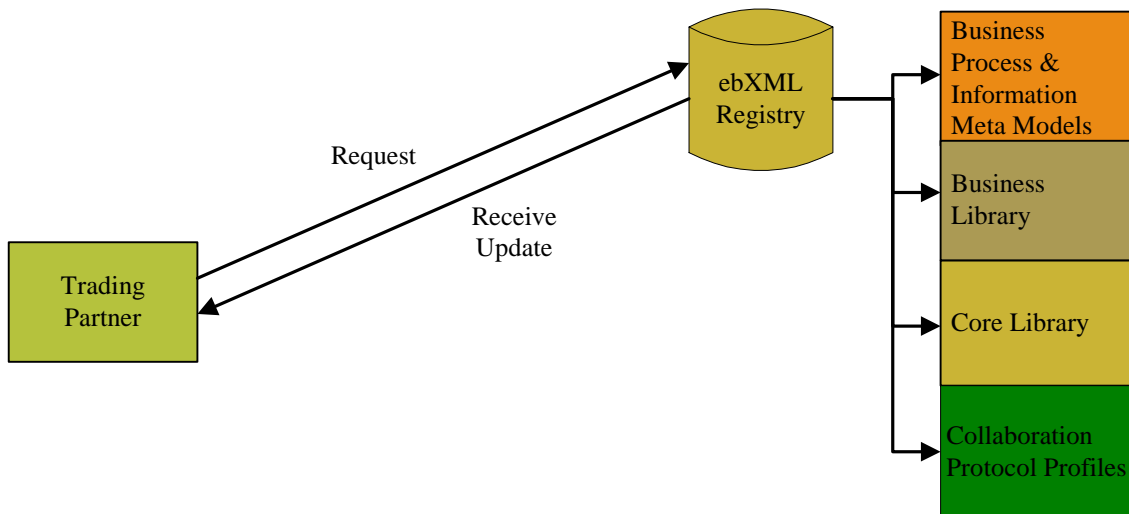 Business
Process &
Information
Meta Models
ebXML
Registry
Request
Business
Library
Receive
Update
Trading
Partner
Core Library
Collaboration
Protocol Profiles